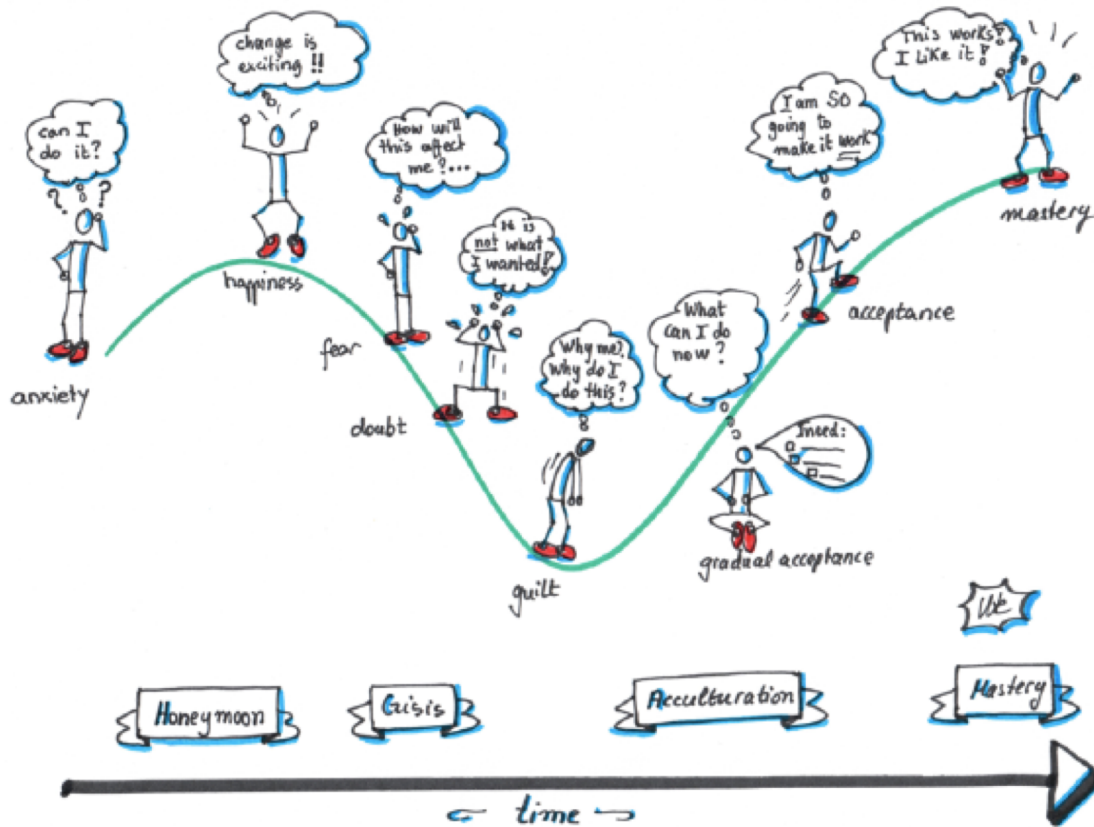 can I
do it?
?
?
anxiety
change is
exciting !!
happiness
How will
this affect
me?...
fear
It is
not what
I wanted!
doubt
Why me?
Why do I
do this?
guilt
What
can I do
now?
I need:
gradual acceptance
I am SO
going to
make it work
acceptance
This works!
I Like it!
mastery
Use
Honeymoon
Crisis
Acculturation
Mastery
time